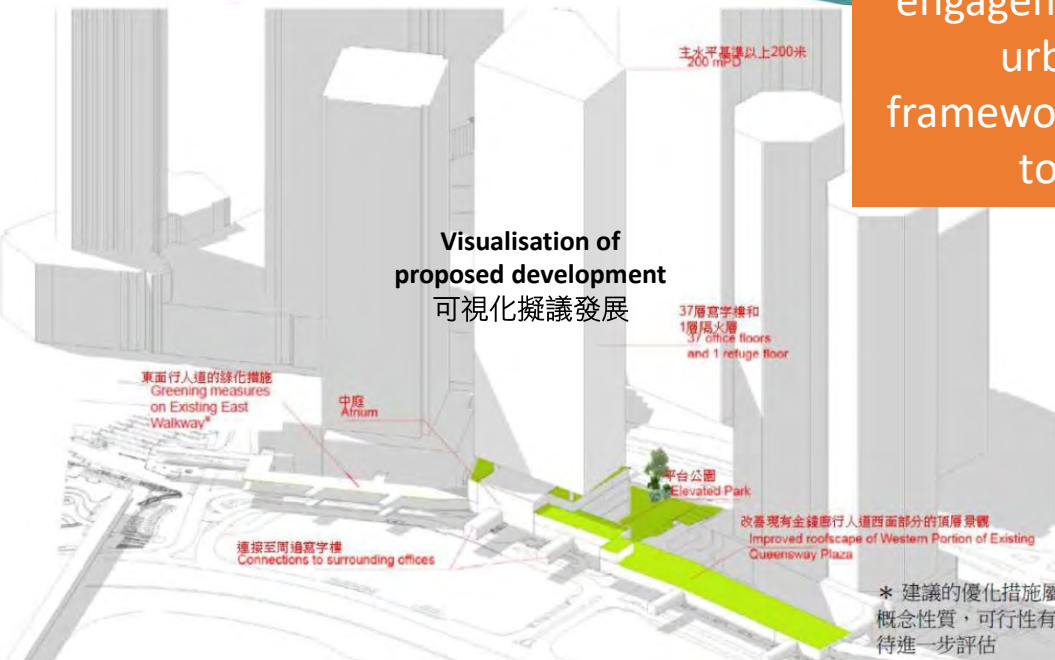 engagen
urb
framewo
to
主水平基準以上200米
200 mPD
Visualisation of
proposed development
可視化擬議發展
37層寫字樓和
1層隔火層
37 office floors
and 1 refuge floor
東面行人道的綠化措施
Greening measures
on Existing East
Walkway*
中庭
Atrium
平台公園
Elevated Park
改善現有金鐘廊行人道西面部分的頂層景觀
Improved roofscape of Western Portion of Existing
Queensway Plaza
連接至周邊寫字樓
Connections to surrounding offices
* 建議的優化措施屬
概念性質，可行性有
待進一步評估